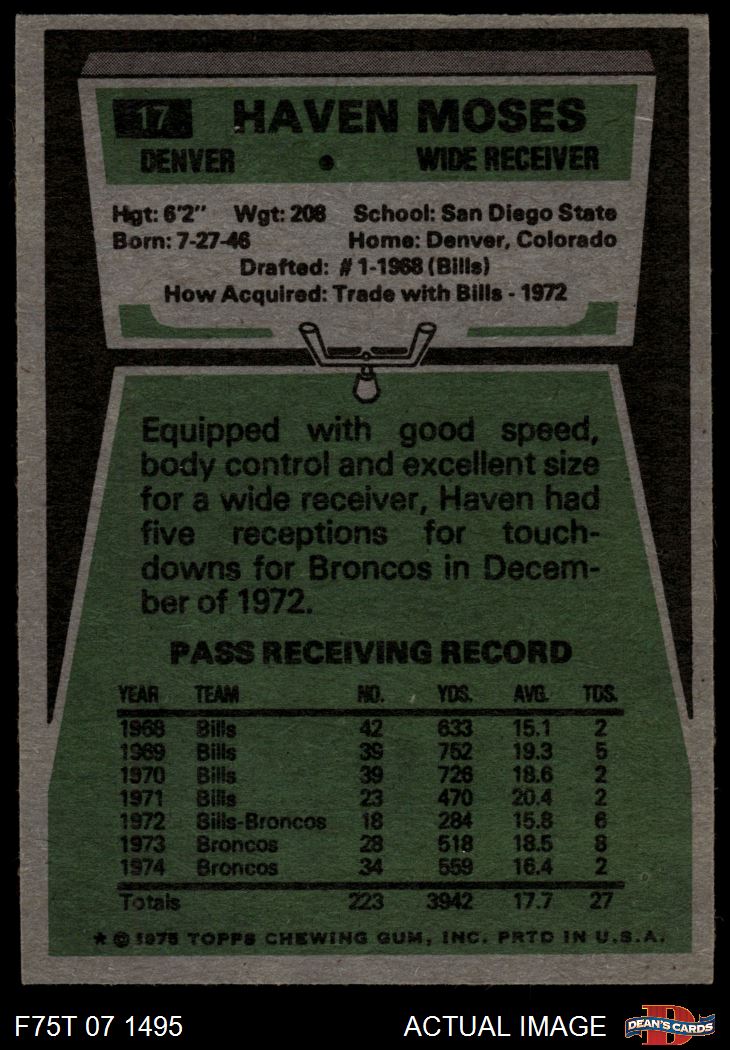 17 HAVEN MOSES
DENVER • WIDE RECEIVER
Hgt: 6'2" Wgt: 208 School: San Diego State
Born: 7-27-46 Home: Denver, Colorado
Drafted: #1-1968 (Bills)
How Acquired: Trade with Bills - 1972
Equipped with good speed,
body control and excellent size
for a wide receiver, Haven had
five receptions for touch-
downs for Broncos in Decem-
ber of 1972.
PASS RECEIVING RECORD
YEAR TEAM NO. YDS. AVG. TDS.
1968 Bills 42 633 15.1 2
1969 Bills 39 752 19.3 5
1970 Bills 39 726 18.6 2
1971 Bills 23 470 20.4 2
1972 Bills-Broncos 18 284 15.8 6
1973 Broncos 28 518 18.5 8
1974 Broncos 34 559 16.4 2
Totals 223 3942 17.7 27
* © 1975 TOPPS CHEWING GUM, INC. PRTD IN U.S.A.
F75T 07 1495 ACTUAL IMAGE DEAN'S CARDS